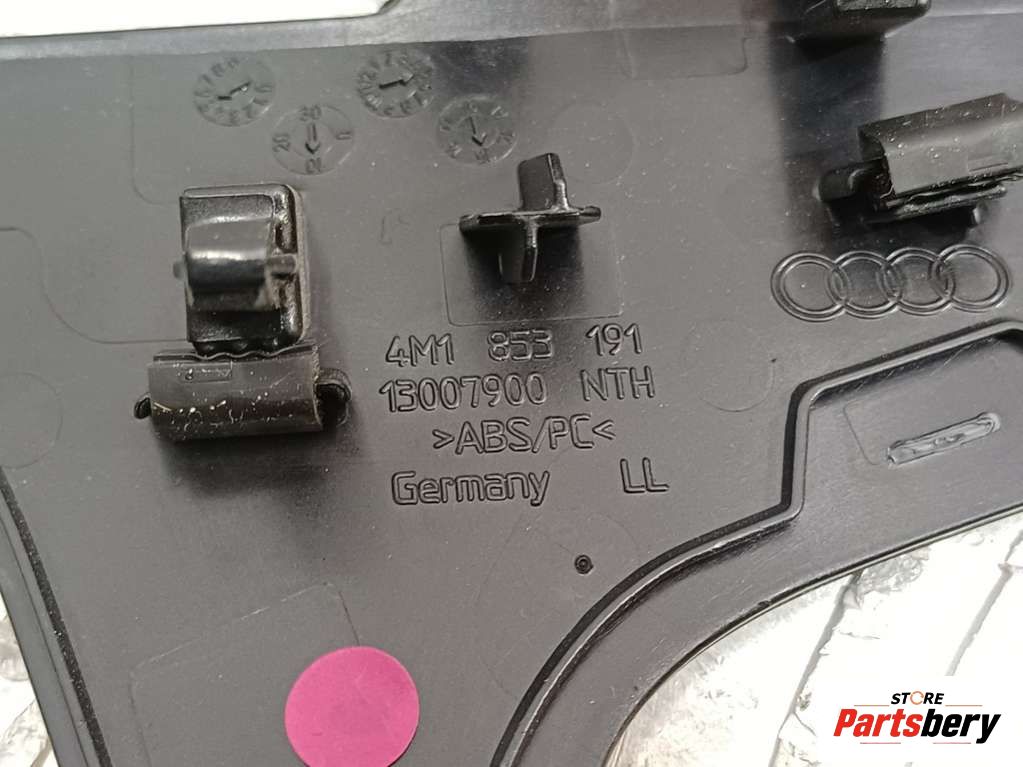 4M1 853 191
13007900 NTH
>ABS/PC<
Germany LL
STORE
Partsbery